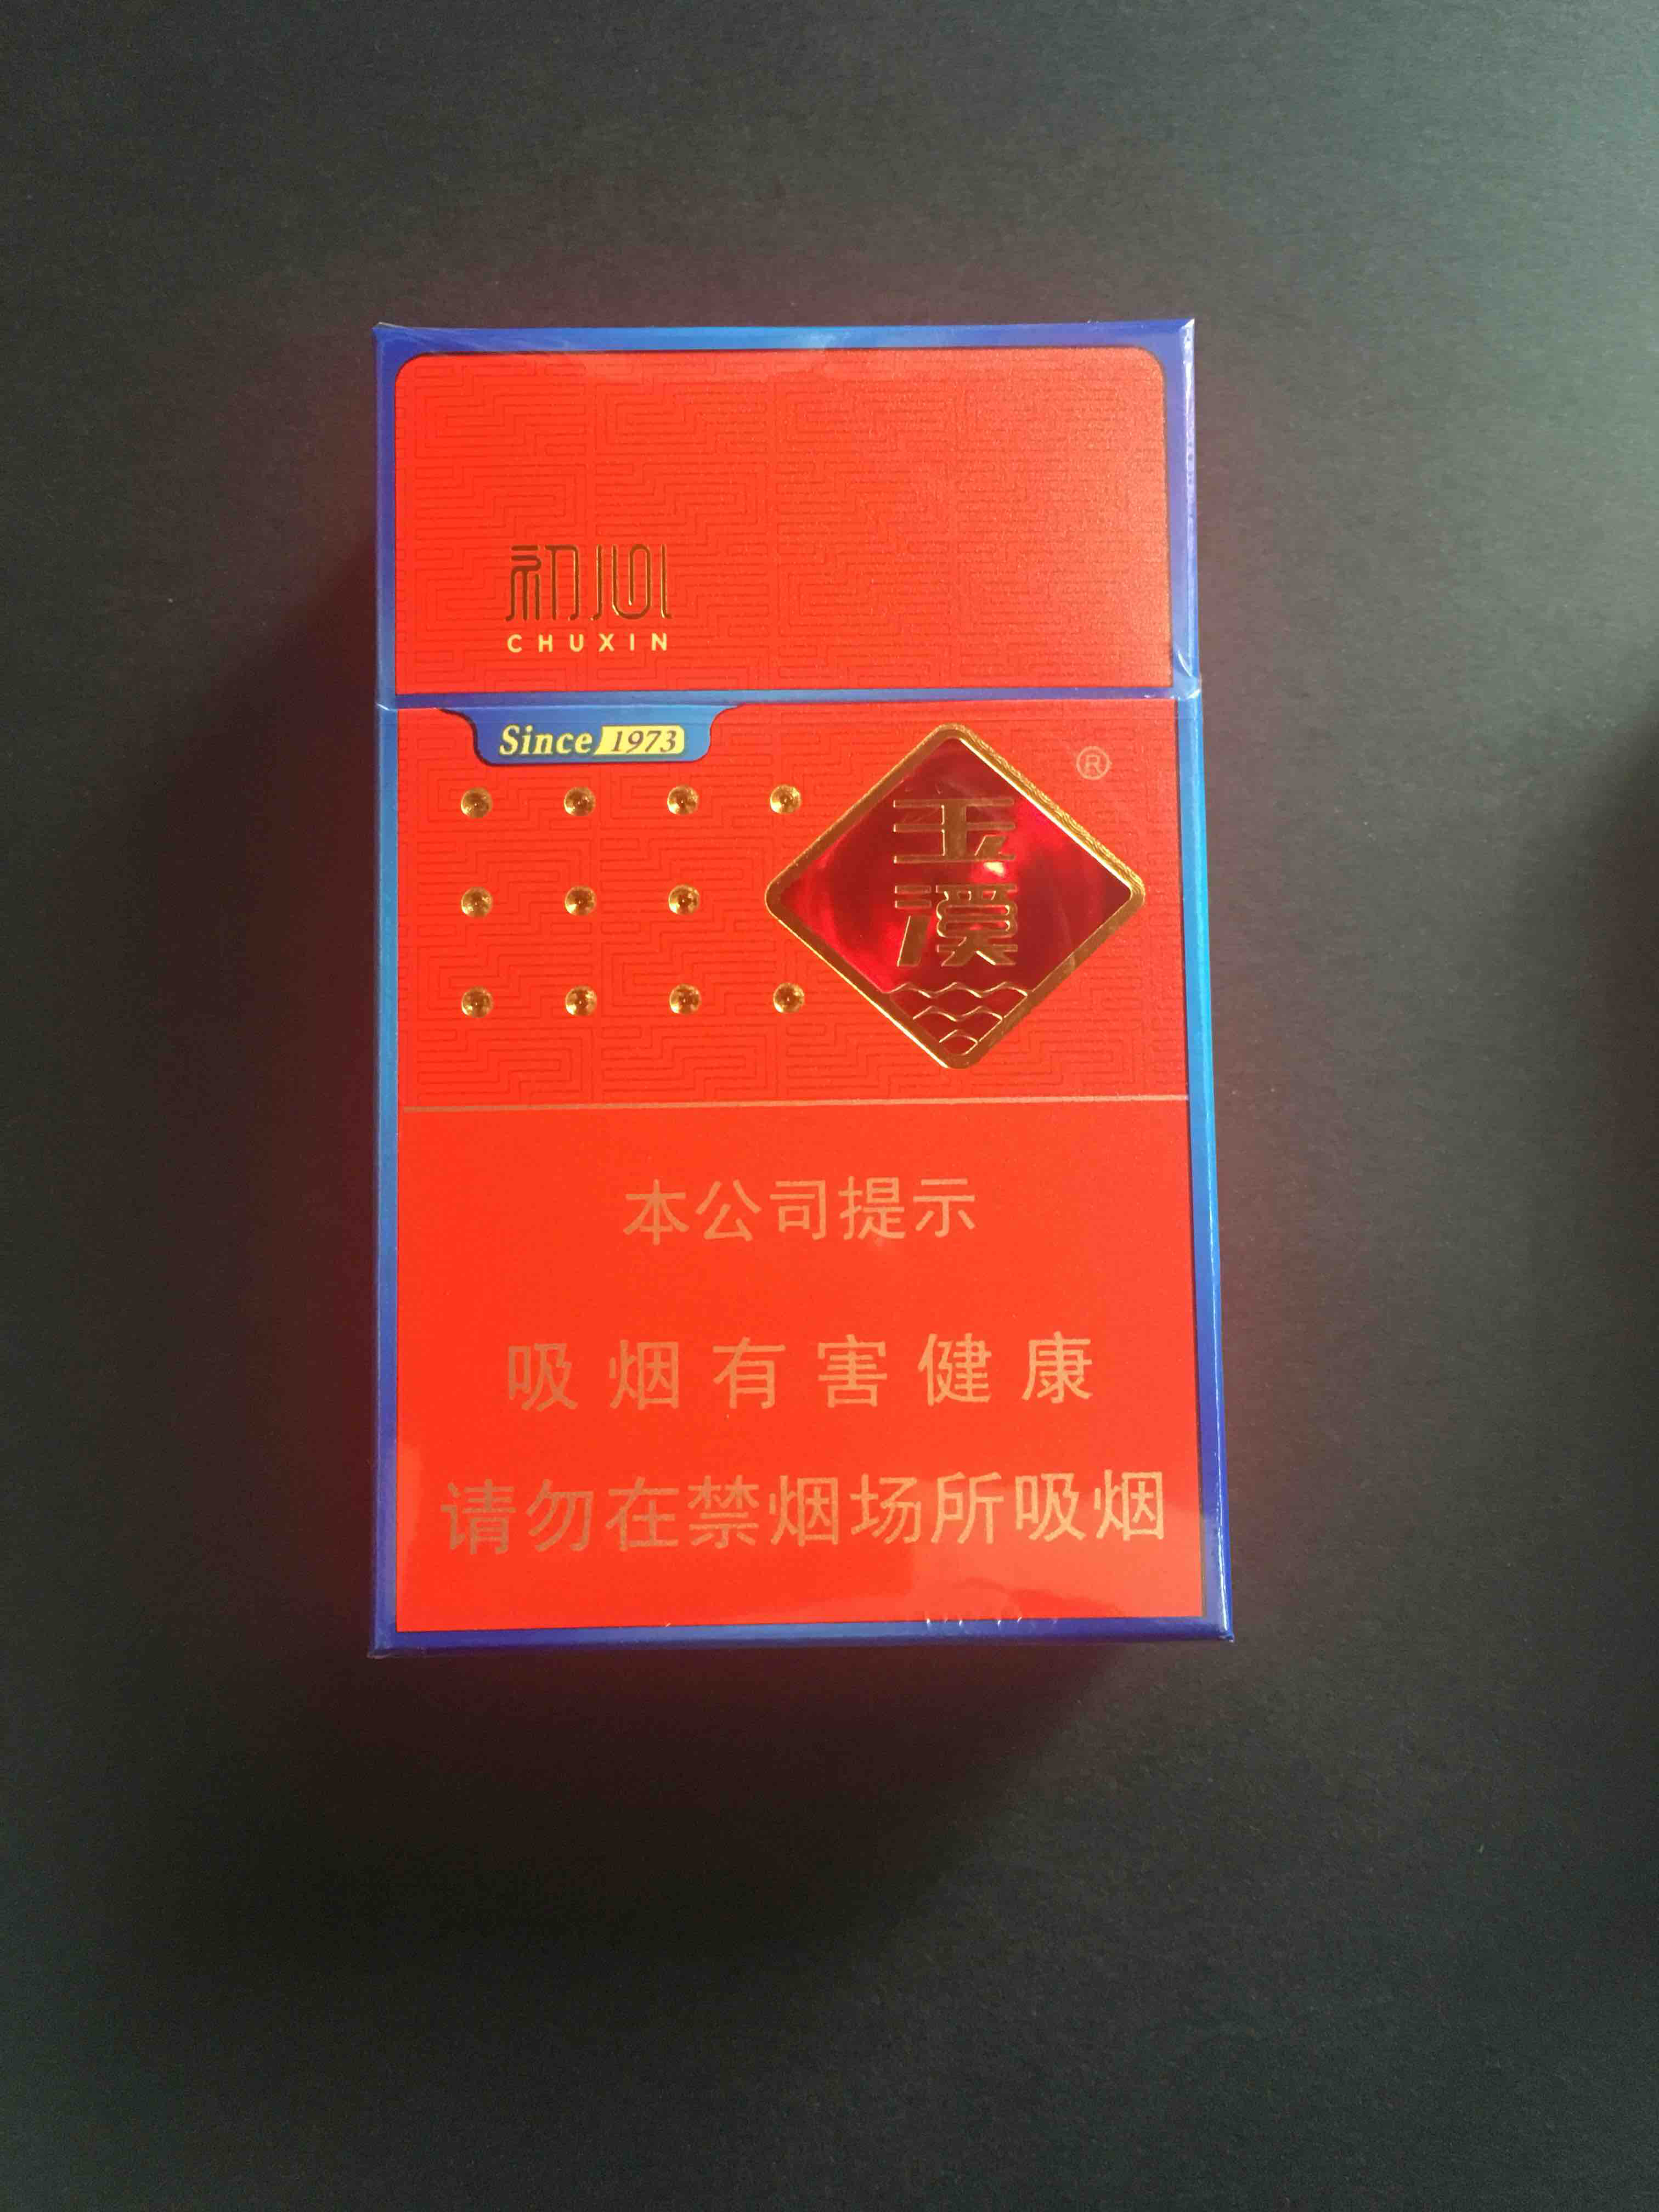 初心
CHUXIN
Since 1973
®
玉
溪
本公司提示
吸烟有害健康
请勿在禁烟场所吸烟